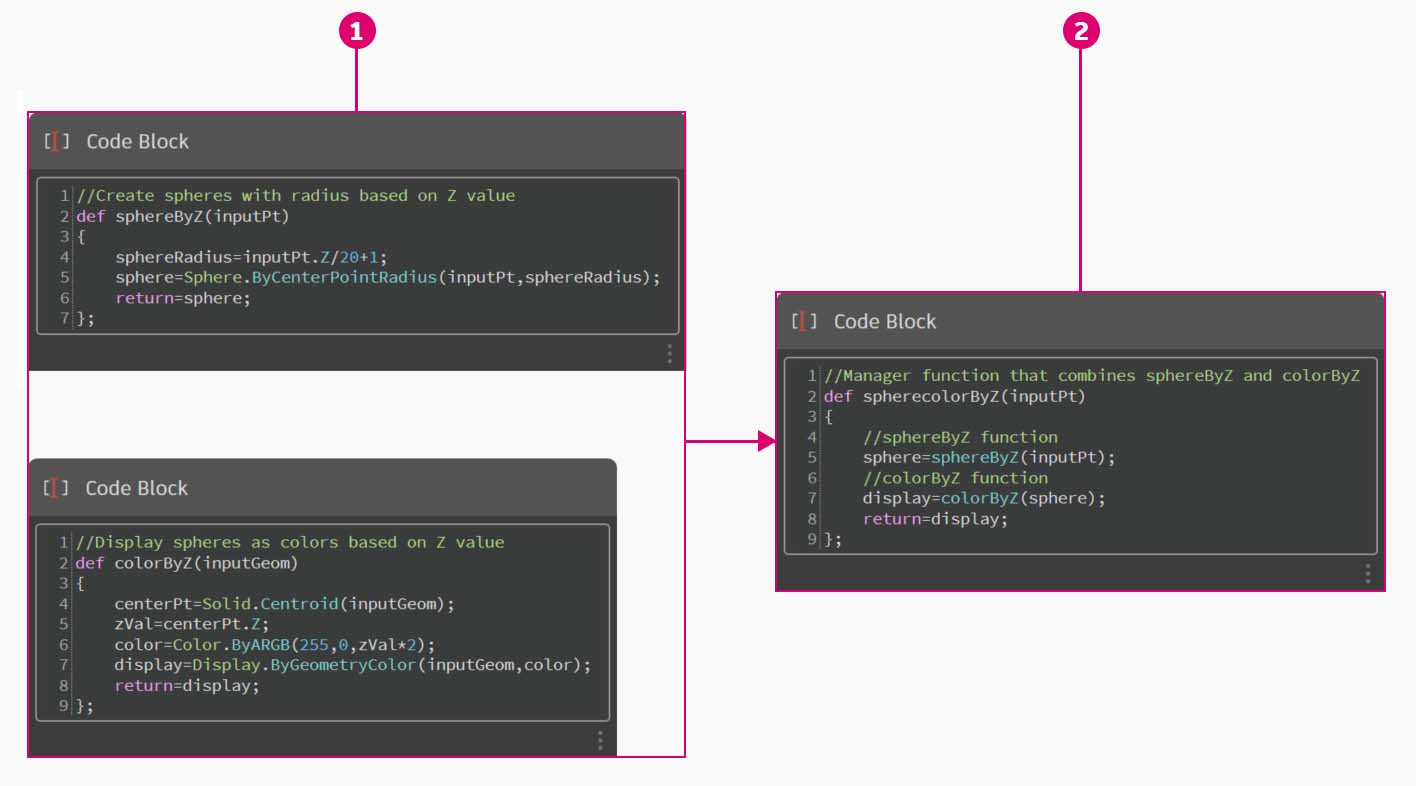 1
2
Code Block
1 //Create spheres with radius based on Z value
2 def sphereByZ(inputPt)
3 {
4     sphereRadius=inputPt.Z/20+1;
5     sphere=Sphere.ByCenterPointRadius(inputPt,sphereRadius);
6     return=sphere;
7 };
Code Block
1 //Display spheres as colors based on Z value
2 def colorByZ(inputGeom)
3 {
4     centerPt=Solid.Centroid(inputGeom);
5     zVal=centerPt.Z;
6     color=Color.ByARGB(255,0,zVal*2);
7     display=Display.ByGeometryColor(inputGeom,color);
8     return=display;
9 };
Code Block
1 //Manager function that combines sphereByZ and colorByZ
2 def spherecolorByZ(inputPt)
3 {
4     //sphereByZ function
5     sphere=sphereByZ(inputPt);
6     //colorByZ function
7     display=colorByZ(sphere);
8     return=display;
9 };